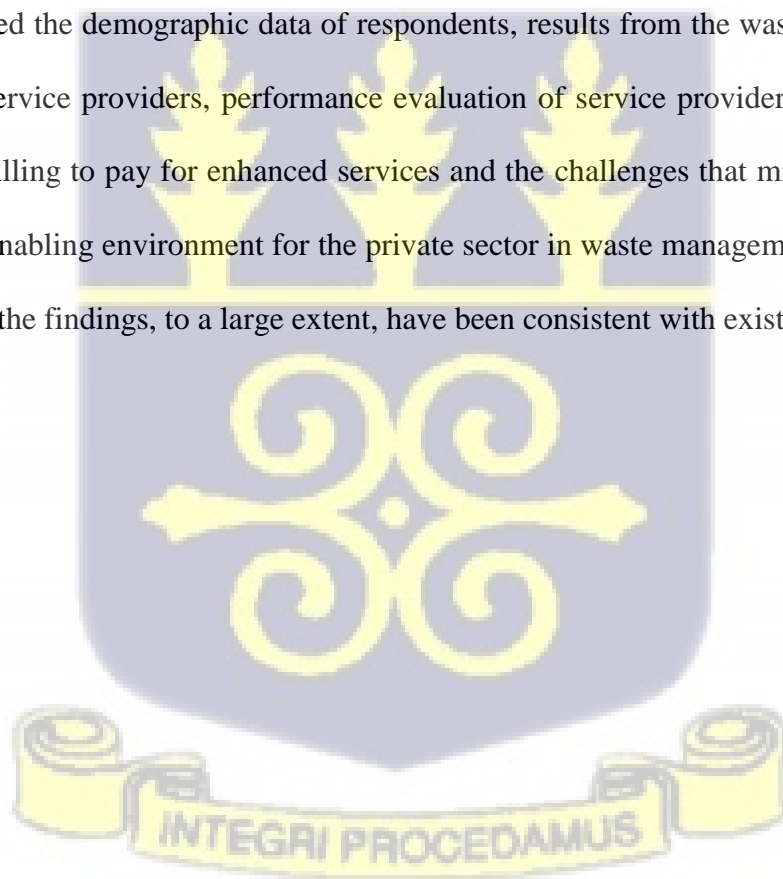 ed the demographic data of respondents, results from the was
ervice providers, performance evaluation of service provider
lling to pay for enhanced services and the challenges that m
nabling environment for the private sector in waste managem
the findings, to a large extent, have been consistent with exist
INTEGRI PROCEDAMUS